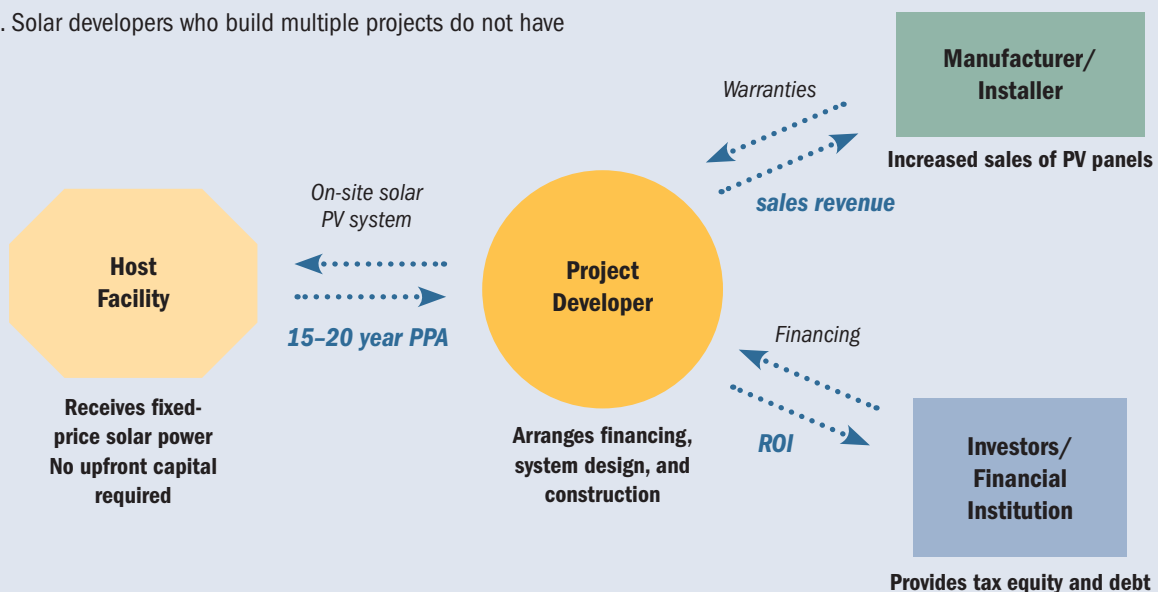 . Solar developers who build multiple projects do not have
Manufacturer/
Installer
Increased sales of PV panels
Warranties
sales revenue
On-site solar
PV system
15–20 year PPA
Host
Facility
Receives fixed-
price solar power
No upfront capital
required
Project
Developer
Arranges financing,
system design, and
construction
Financing
ROI
Investors/
Financial
Institution
Provides tax equity and debt